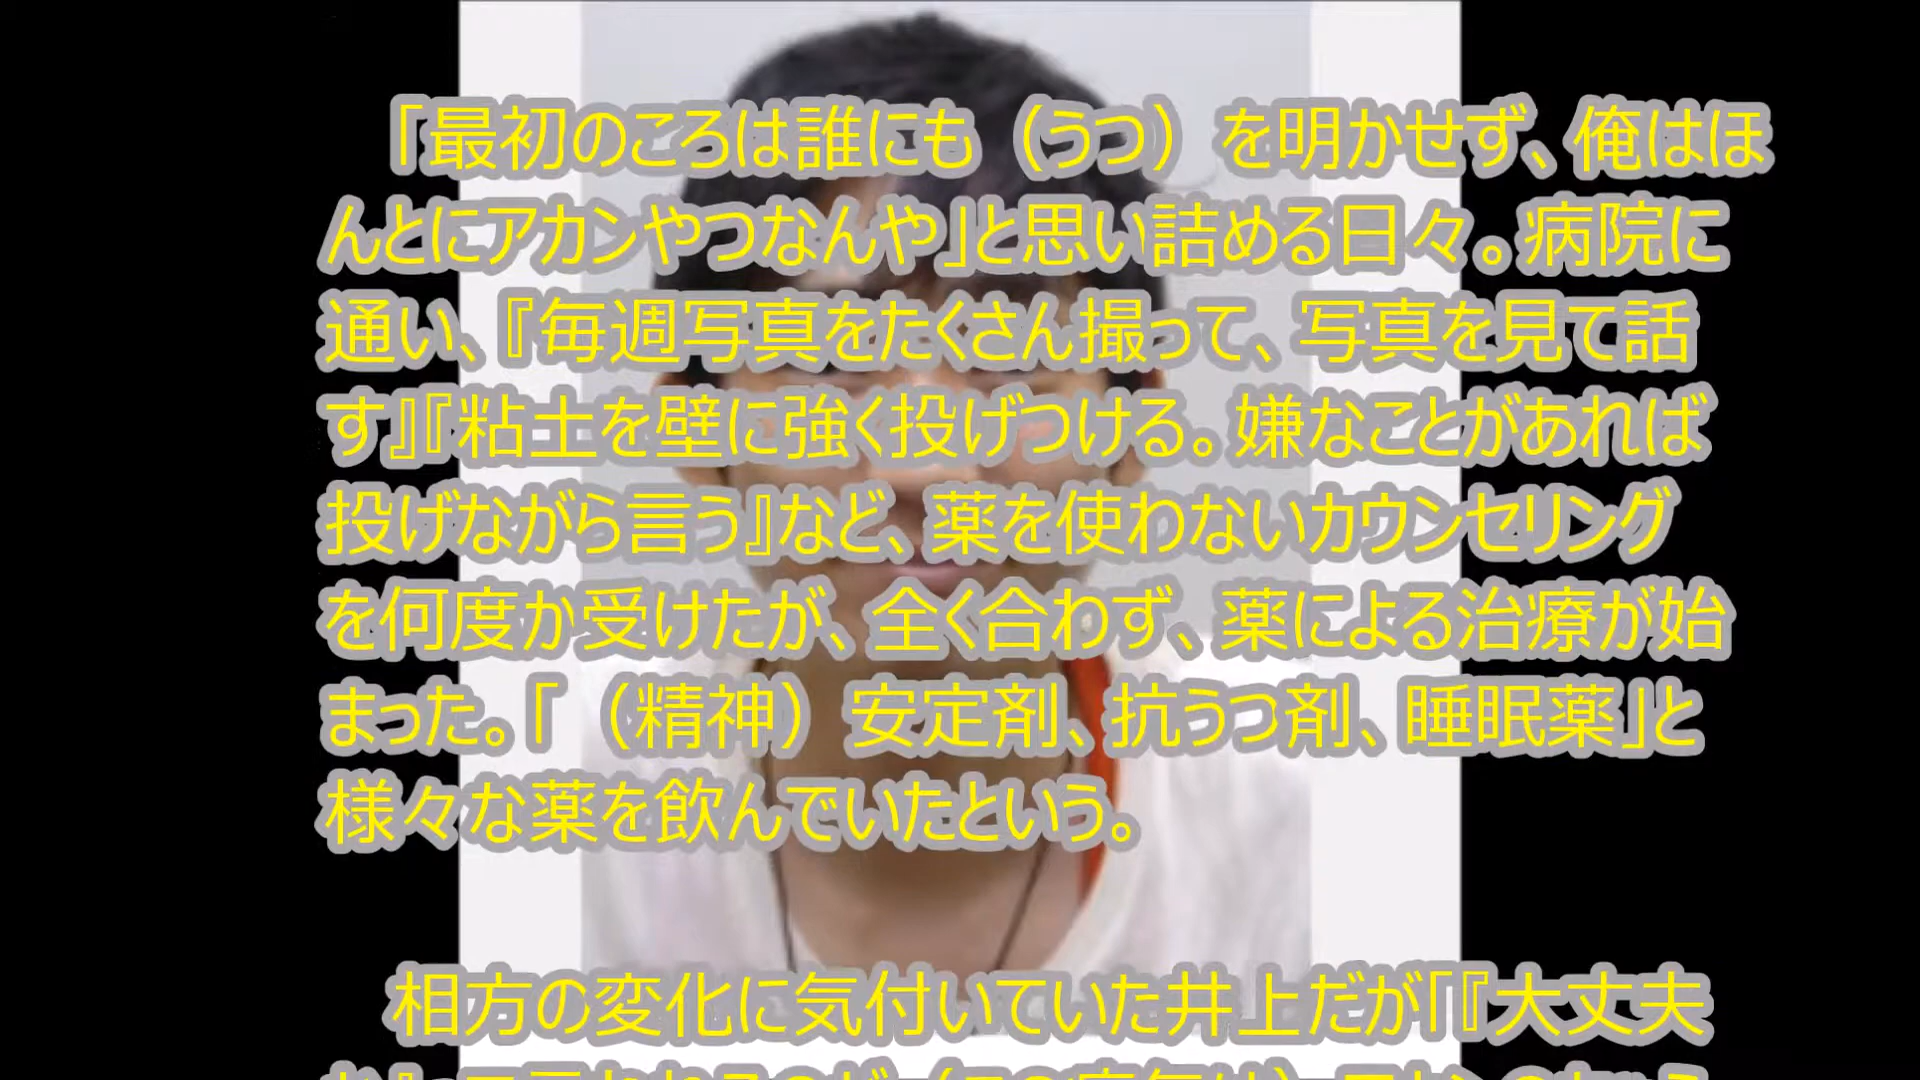 「最初のころは誰にも（うつ）を明かせず、俺はほ
んとにアカンやつなんや」と思い詰める日々。病院に
通い、『毎週写真をたくさん撮って、写真を見て話
す』『粘土を壁に強く投げつける。嫌なことがあれば
投げながら言う』など、薬を使わないカウンセリング
を何度か受けたが、全く合わず、薬による治療が始
まった。「（精神）安定剤、抗うつ剤、睡眠薬」と
様々な薬を飲んでいたという。
相方の変化に気付いていた井上だが「『大丈夫